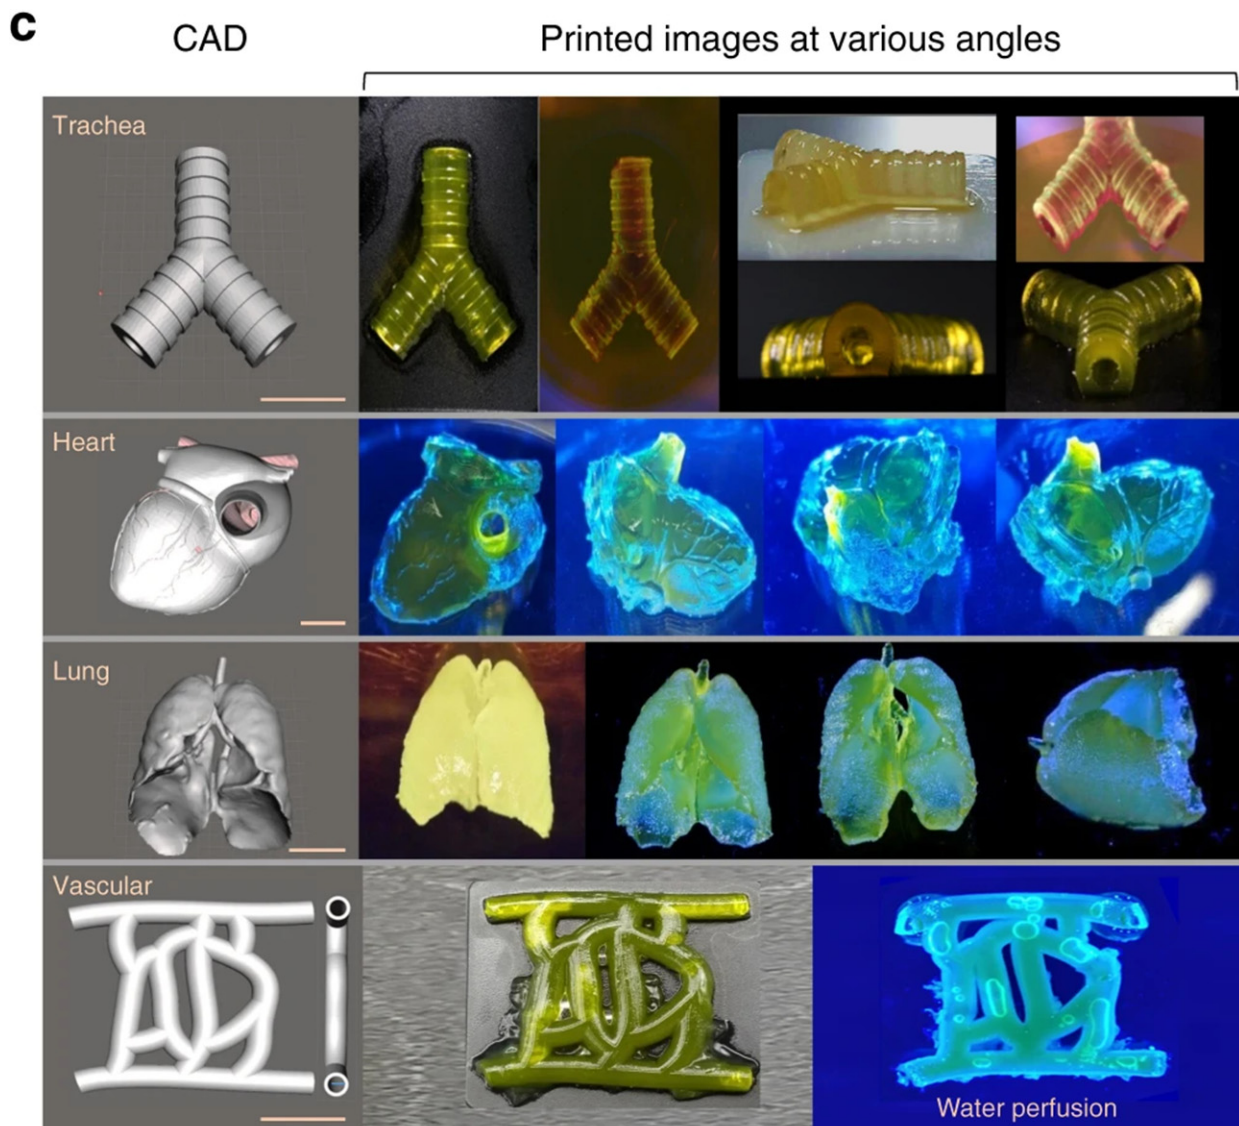 c
CAD
Printed images at various angles
Trachea
Heart
Lung
Vascular
Water perfusion